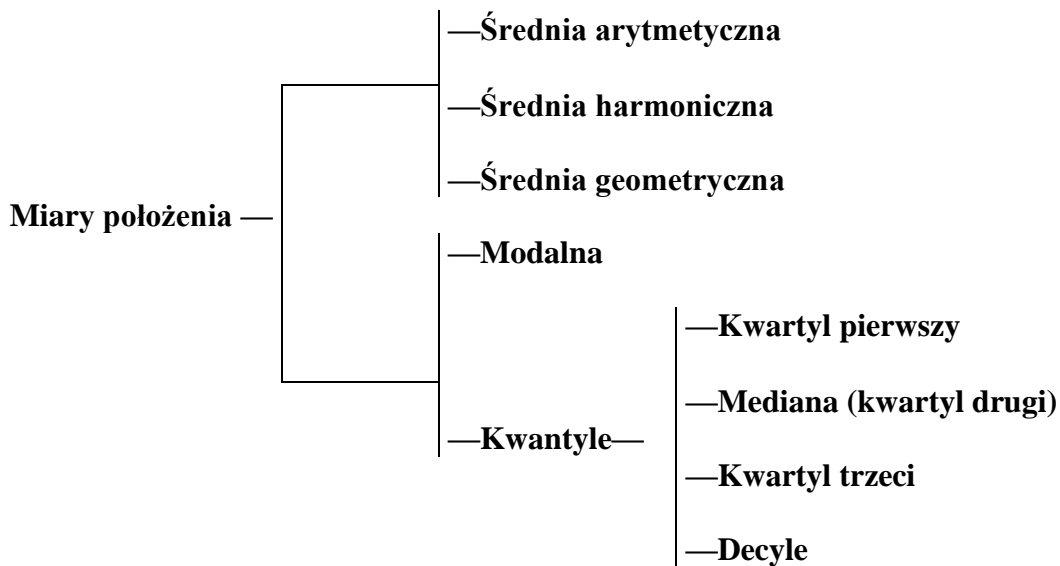 —Średnia arytmetyczna
—Średnia harmoniczna
—Średnia geometryczna
Miary położenia —
—Modalna
—Kwartyl pierwszy
—Mediana (kwartyl drugi)
—Kwantyle—
—Kwartyl trzeci
—Decyle